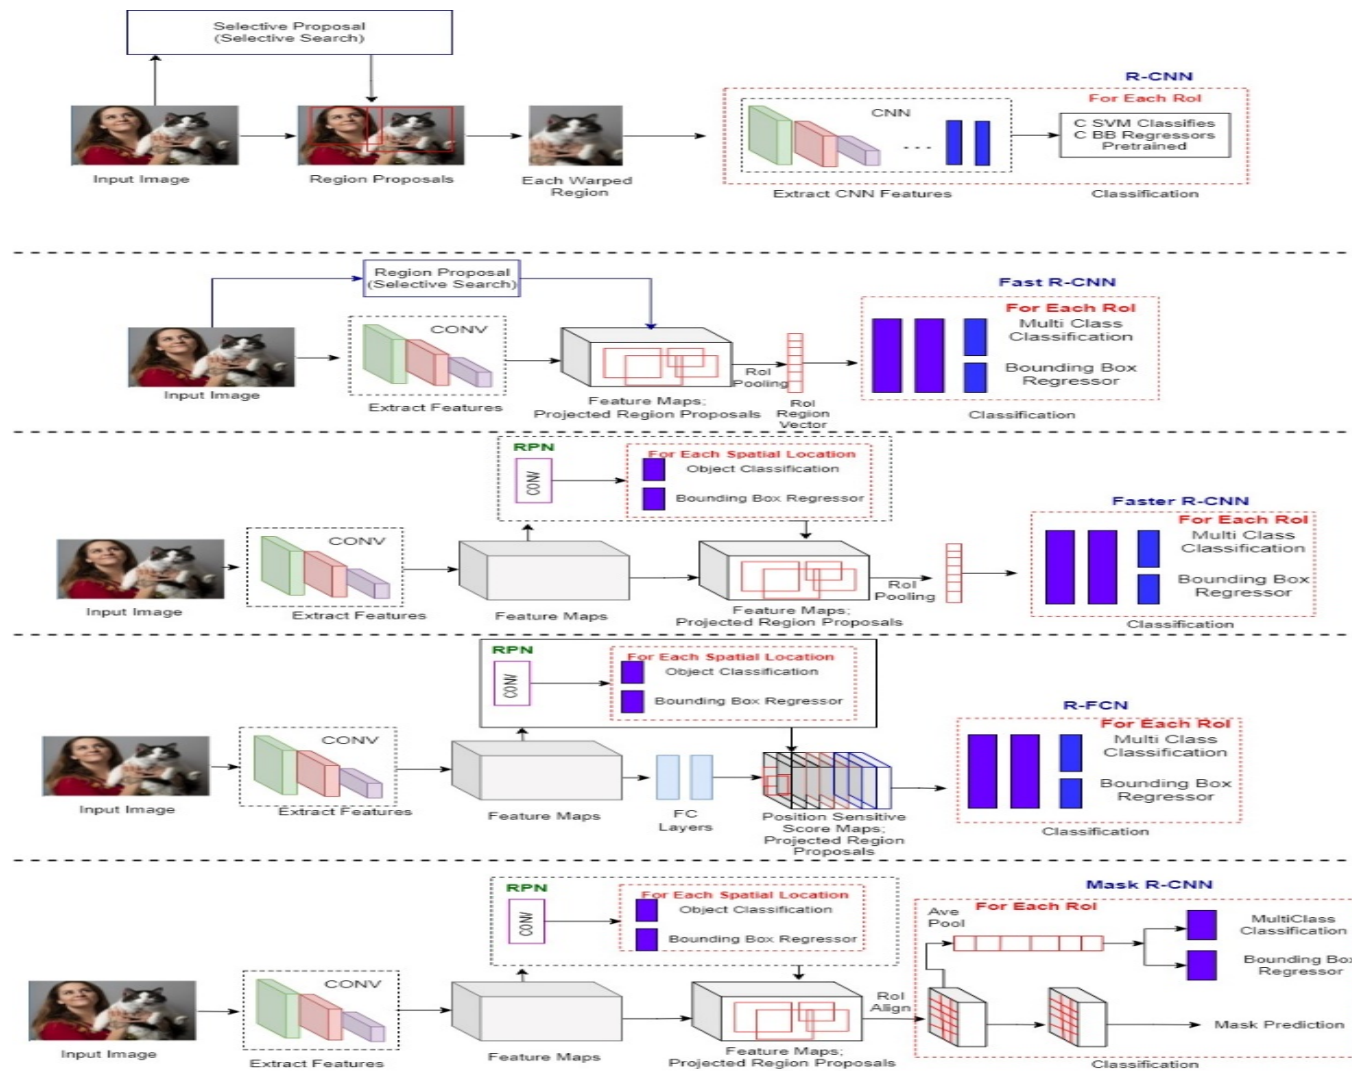 Selective Proposal
(Selective Search)
R-CNN
For Each RoI
CNN
C SVM Classifies
C BB Regressors
Pretrained
Input Image
Region Proposals
Each Warped
Region
Extract CNN Features
Classification
Region Proposal
(Selective Search)
Fast R-CNN
For Each RoI
CONV
Multi Class
Classification
Bounding Box
Regressor
RoI
Pooling
Input Image
Extract Features
Feature Maps;
Projected Region Proposals
RoI
Region
Vector
Classification
RPN
For Each Spatial Location
CONV
Object Classification
Bounding Box Regressor
Faster R-CNN
For Each RoI
CONV
Multi Class
Classification
Bounding Box
Regressor
RoI
Pooling
Input Image
Extract Features
Feature Maps
Feature Maps;
Projected Region Proposals
Classification
RPN
For Each Spatial Location
CONV
Object Classification
Bounding Box Regressor
R-FCN
For Each RoI
CONV
Multi Class
Classification
Bounding Box
Regressor
Input Image
Extract Features
Feature Maps
FC
Layers
Position Sensitive
Score Maps;
Projected Region
Proposals
Classification
RPN
For Each Spatial Location
CONV
Object Classification
Bounding Box Regressor
Mask R-CNN
For Each RoI
Ave
Pool
MultiClass
Classification
Bounding Box
Regressor
CONV
RoI
Align
Mask Prediction
Input Image
Extract Features
Feature Maps
Feature Maps;
Projected Region Proposals
Classification